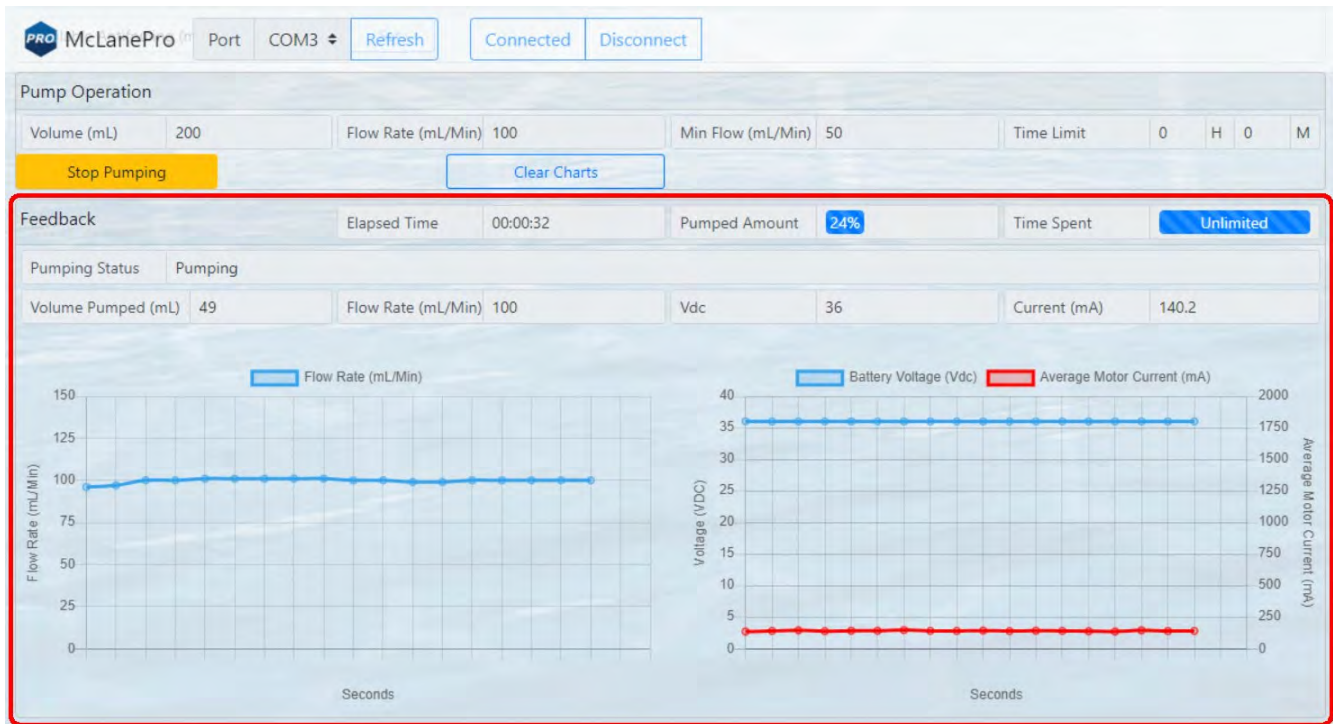 PRO McLanePro Port COM3 Refresh Connected Disconnect
Pump Operation
Volume (mL) 200 Flow Rate (mL/Min) 100 Min Flow (mL/Min) 50 Time Limit 0 H 0 M
Stop Pumping Clear Charts
Feedback Elapsed Time 00:00:32 Pumped Amount 24% Time Spent Unlimited
Pumping Status Pumping
Volume Pumped (mL) 49 Flow Rate (mL/Min) 100 Vdc 36 Current (mA) 140.2
Flow Rate (mL/Min)
150
125
100
75
50
25
0
Flow Rate (mL/Min)
Seconds
Battery Voltage (Vdc) Average Motor Current (mA)
40
35
30
25
20
15
10
5
0
Voltage (VDC)
2000
1750
1500
1250
1000
750
500
250
0
Average Motor Current (mA)
Seconds